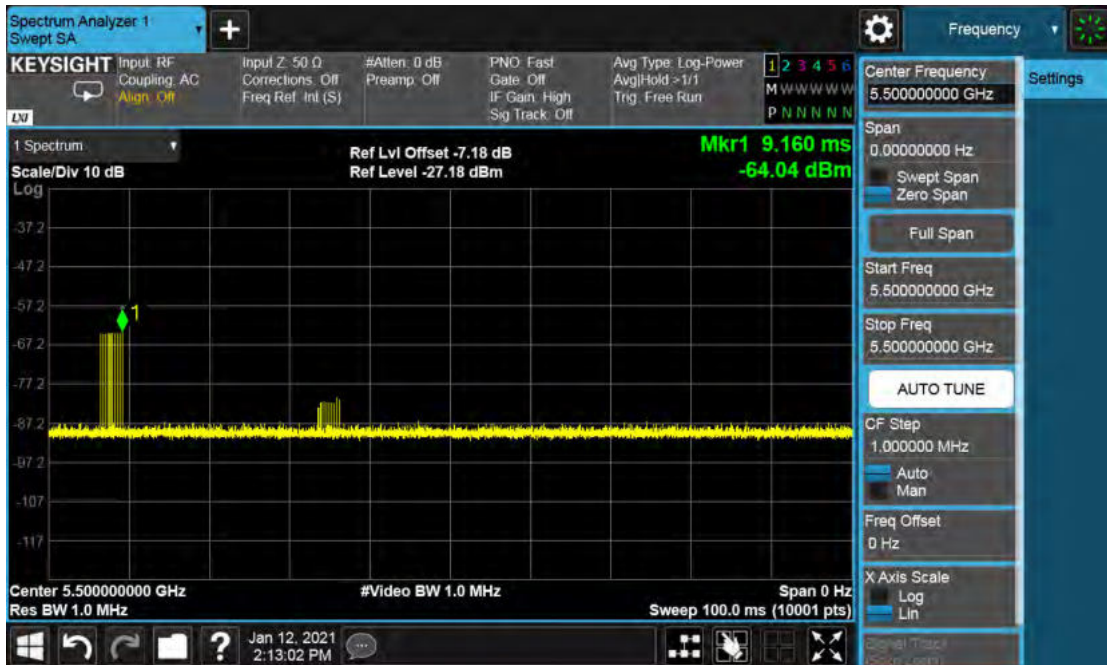 Spectrum Analyzer 1
Swept SA
+
Frequency
KEYSIGHT
Input: RF
Coupling: AC
Align: Off
Input Z: 50 Ω
Corrections: Off
Freq Ref: Int (S)
#Atten: 0 dB
Preamp: Off
PNO: Fast
Gate: Off
IF Gain: High
Sig Track: Off
Avg Type: Log-Power
Avg|Hold >1/1
Trig: Free Run
1 2 3 4 5 6
M W W W W W
P N N N N N
LXI
Center Frequency
5.500000000 GHz
Settings
Span
0.00000000 Hz
Swept Span
Zero Span
Full Span
Start Freq
5.500000000 GHz
Stop Freq
5.500000000 GHz
AUTO TUNE
CF Step
1.000000 MHz
Auto
Man
Freq Offset
0 Hz
X Axis Scale
Log
Lin
Signal Track
1 Spectrum
Scale/Div 10 dB
Ref Lvl Offset -7.18 dB
Ref Level -27.18 dBm
Mkr1 9.160 ms
-64.04 dBm
Log
-37.2
-47.2
-57.2
1
-67.2
-77.2
-87.2
-97.2
-107
-117
Center 5.500000000 GHz
Res BW 1.0 MHz
#Video BW 1.0 MHz
Span 0 Hz
Sweep 100.0 ms (10001 pts)
?
Jan 12, 2021
2:13:02 PM